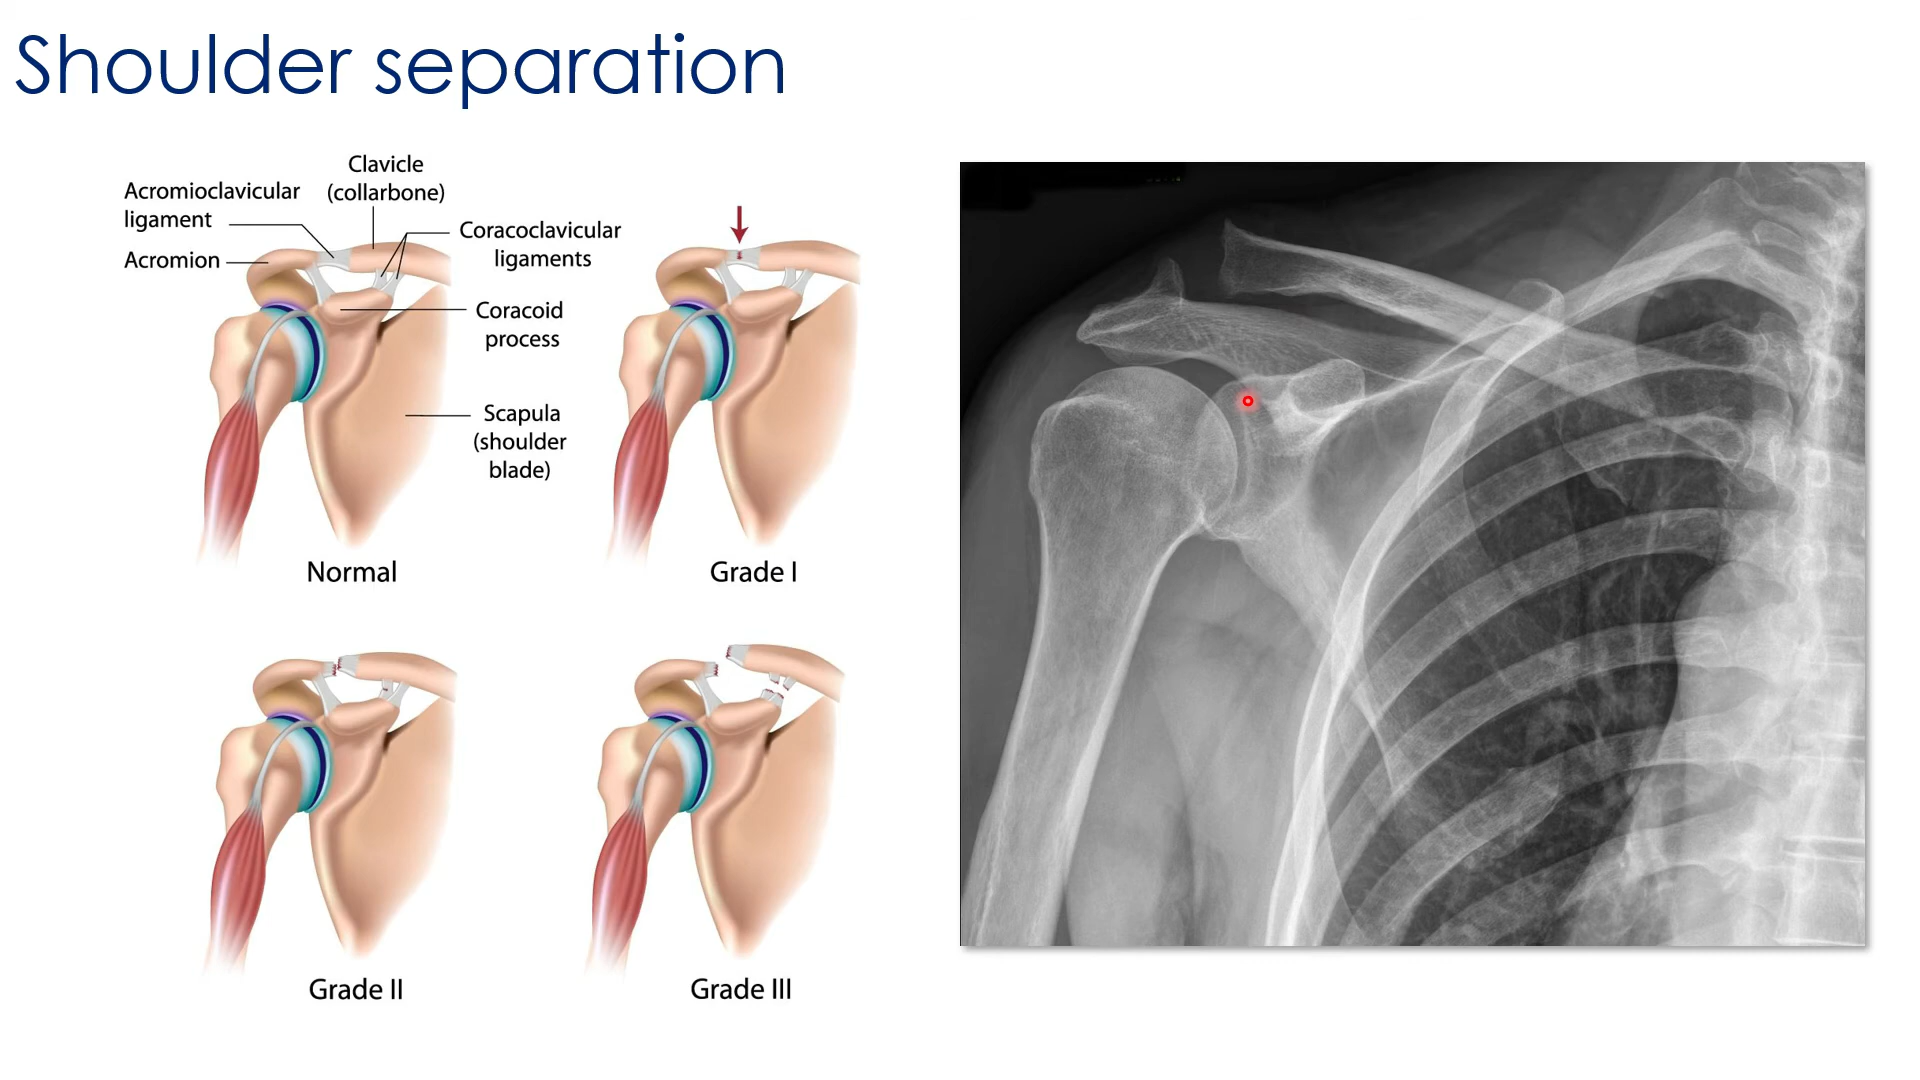 Shoulder separation
Clavicle
(collarbone)
Acromioclavicular
ligament
Acromion
Coracoclavicular
ligaments
Coracoid
process
Scapula
(shoulder
blade)
Normal
Grade I
Grade II
Grade III